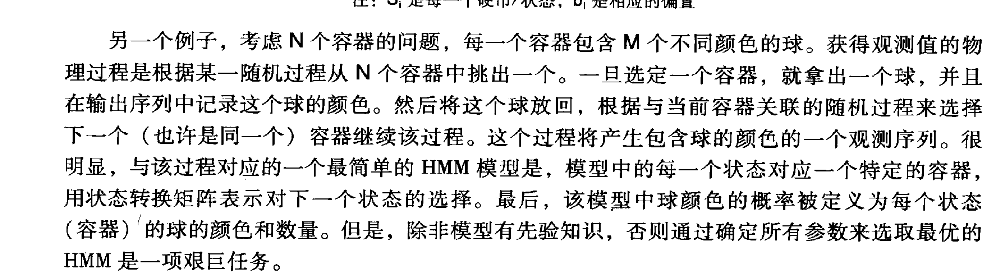 注：Si 是每一个硬币/状态，bi 是相应的偏置
另一个例子，考虑 N 个容器的问题，每一个容器包含 M 个不同颜色的球。获得观测值的物
理过程是根据某一随机过程从 N 个容器中挑出一个。一旦选定一个容器，就拿出一个球，并且
在输出序列中记录这个球的颜色。然后将这个球放回，根据与当前容器关联的随机过程来选择
下一个（也许是同一个）容器继续该过程。这个过程将产生包含球的颜色的一个观测序列。很
明显，与该过程对应的一个最简单的 HMM 模型是，模型中的每一个状态对应一个特定的容器，
用状态转换矩阵表示对下一个状态的选择。最后，该模型中球颜色的概率被定义为每个状态
（容器）的球的颜色和数量。但是，除非模型有先验知识，否则通过确定所有参数来选取最优的
HMM 是一项艰巨任务。